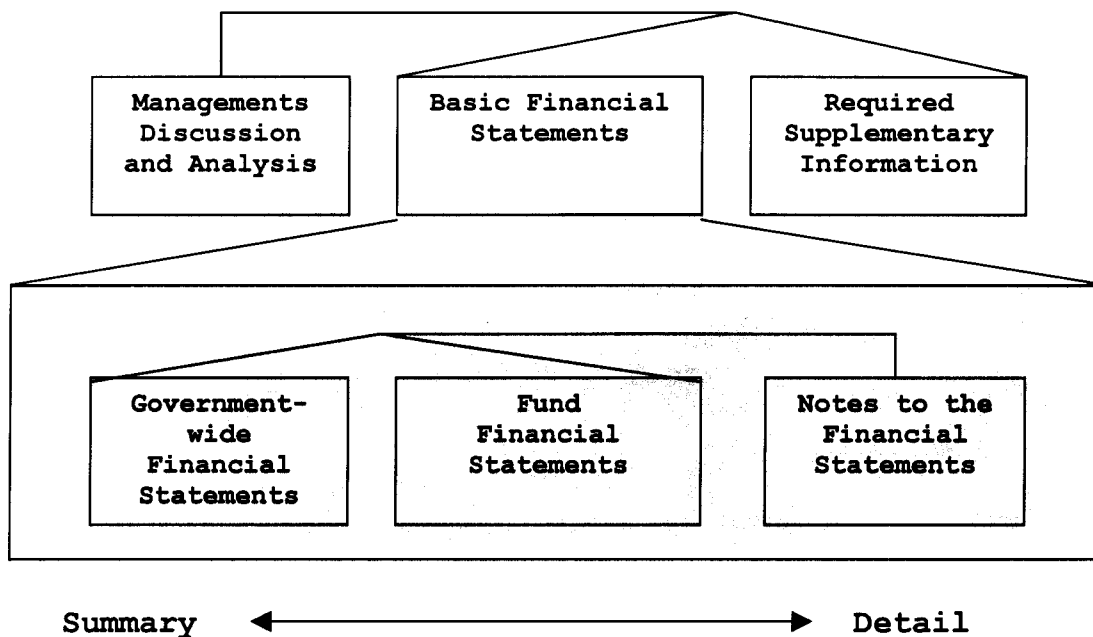 Managements
Discussion
and Analysis
Basic Financial
Statements
Required
Supplementary
Information
Government-
wide
Financial
Statements
Fund
Financial
Statements
Notes to the
Financial
Statements
Summary
Detail